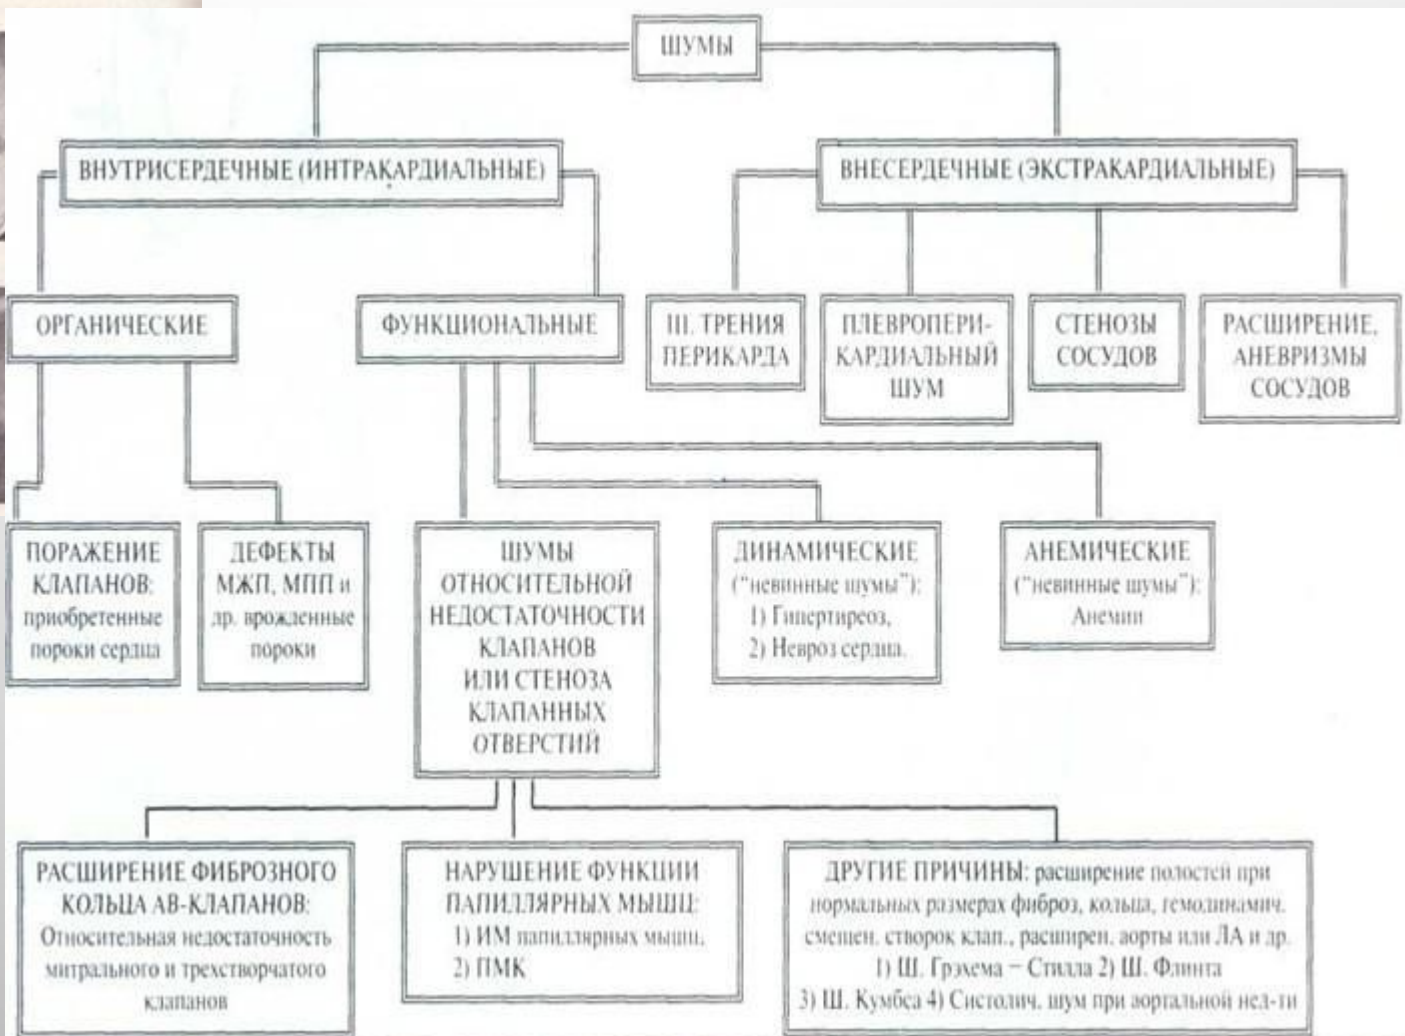 ШУМЫ
ВНУТРИСЕРДЕЧНЫЕ (ИНТРАКАРДИАЛЬНЫЕ)
ВНЕСЕРДЕЧНЫЕ (ЭКСТРАКАРДИАЛЬНЫЕ)
ОРГАНИЧЕСКИЕ
ФУНКЦИОНАЛЬНЫЕ
III. ТРЕНИЯ
ПЕРИКАРДА
ПЛЕВРОПЕРИ-
КАРДИАЛЬНЫЙ
ШУМ
СТЕНОЗЫ
СОСУДОВ
РАСШИРЕНИЕ,
АНЕВРИЗМЫ
СОСУДОВ
ПОРАЖЕНИЕ
КЛАПАНОВ:
приобретенные
пороки сердца
ДЕФЕКТЫ
МЖП, МПП и
др. врожденные
пороки
ШУМЫ
ОТНОСИТЕЛЬНОЙ
НЕДОСТАТОЧНОСТИ
КЛАПАНОВ
ИЛИ СТЕНОЗА
КЛАПАННЫХ
ОТВЕРСТИЙ
ДИНАМИЧЕСКИЕ
("невинные шумы"):
1) Гипертиреоз,
2) Невроз сердца.
АНЕМИЧЕСКИЕ
("невинные шумы"):
Анемии
РАСШИРЕНИЕ ФИБРОЗНОГО
КОЛЬЦА АВ-КЛАПАНОВ:
Относительная недостаточность
митрального и трехстворчатого
клапанов
НАРУШЕНИЕ ФУНКЦИИ
ПАПИЛЛЯРНЫХ МЫШЦ:
1) ИМ папиллярных мышц,
2) ПМК
ДРУГИЕ ПРИЧИНЫ: расширение полостей при
нормальных размерах фиброз, кольца, гемодинамич.
смещен. створок клап., расширен. аорты или ЛА и др.
1) Ш. Грэхема – Стилла 2) Ш. Флинта
3) Ш. Кумбса 4) Систолич. шум при аортальной нед-ти